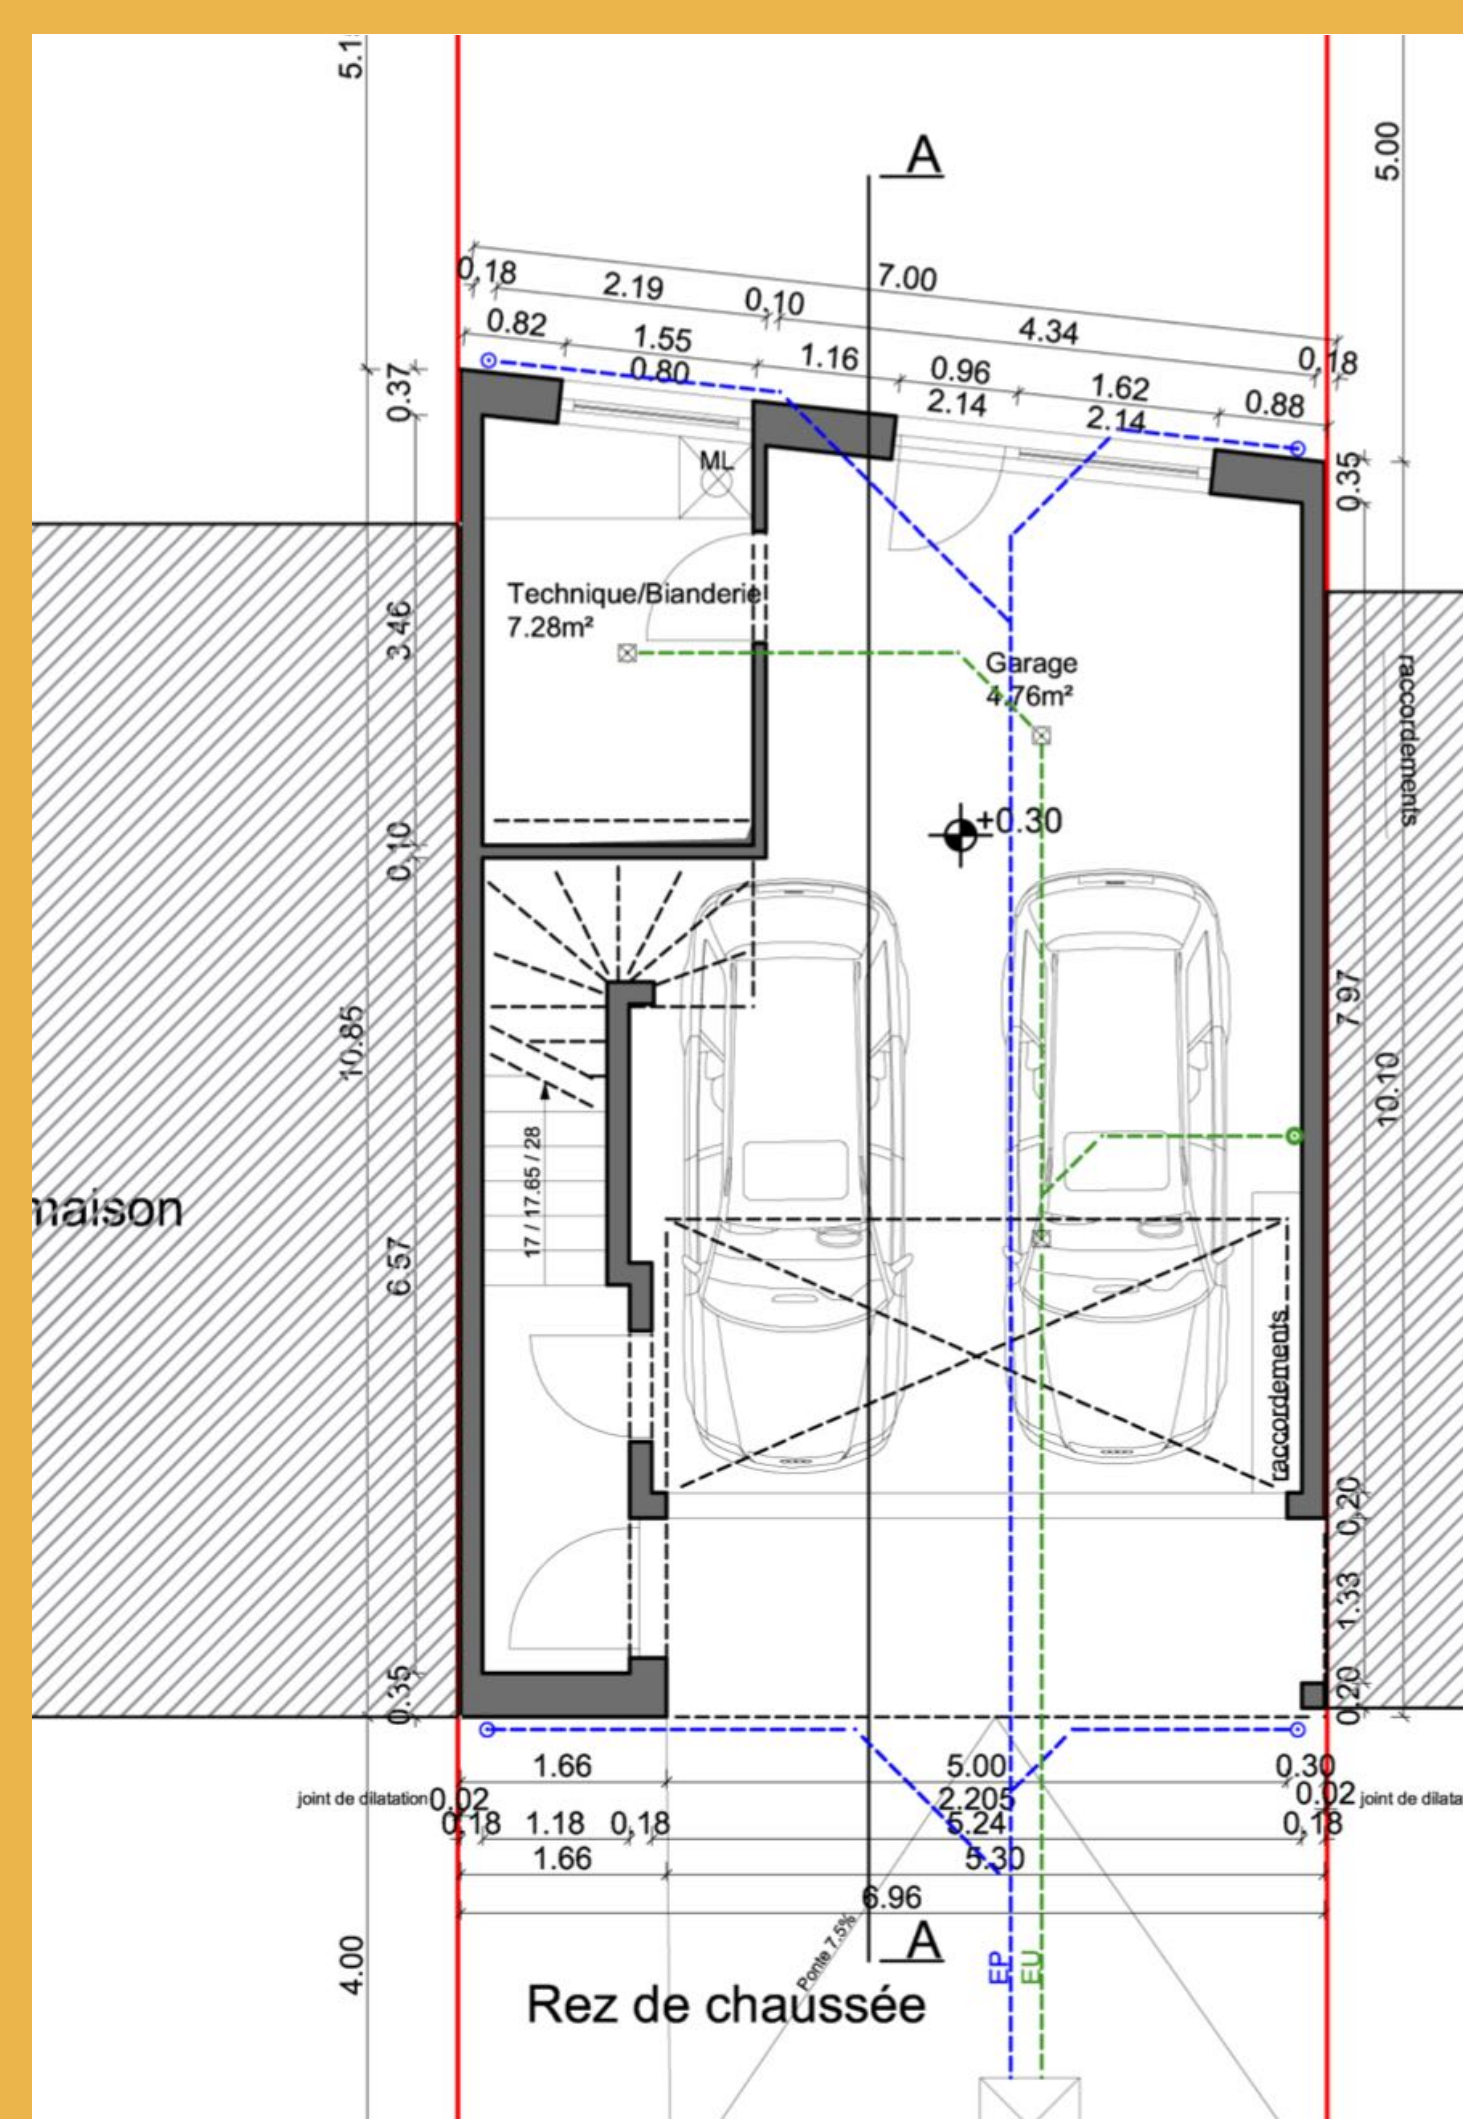 5.1
5.00
A
7.00
0,18
2.19
0,10
4.34
0,18
0.82
1.55
0.80
1.16
0.96
2.14
1.62
2.14
0.88
0.37
0.35
ML
Technique/Bianderie
7.28m²
3.46
Garage
4.76m²
raccordements
+0.30
0.10
7.97
10.85
10.10
17 / 17.65 / 28
maison
6.57
raccordements
0.20
1.33
0.35
0.20
1.66
5.00
0.30
joint de dilatation
0.02
2.205
0.02
joint de dilata
0,18
1.18
0,18
5.24
0,18
1.66
5.30
6.96
A
Ponte 7.5%
EP
EU
4.00
Rez de chaussée